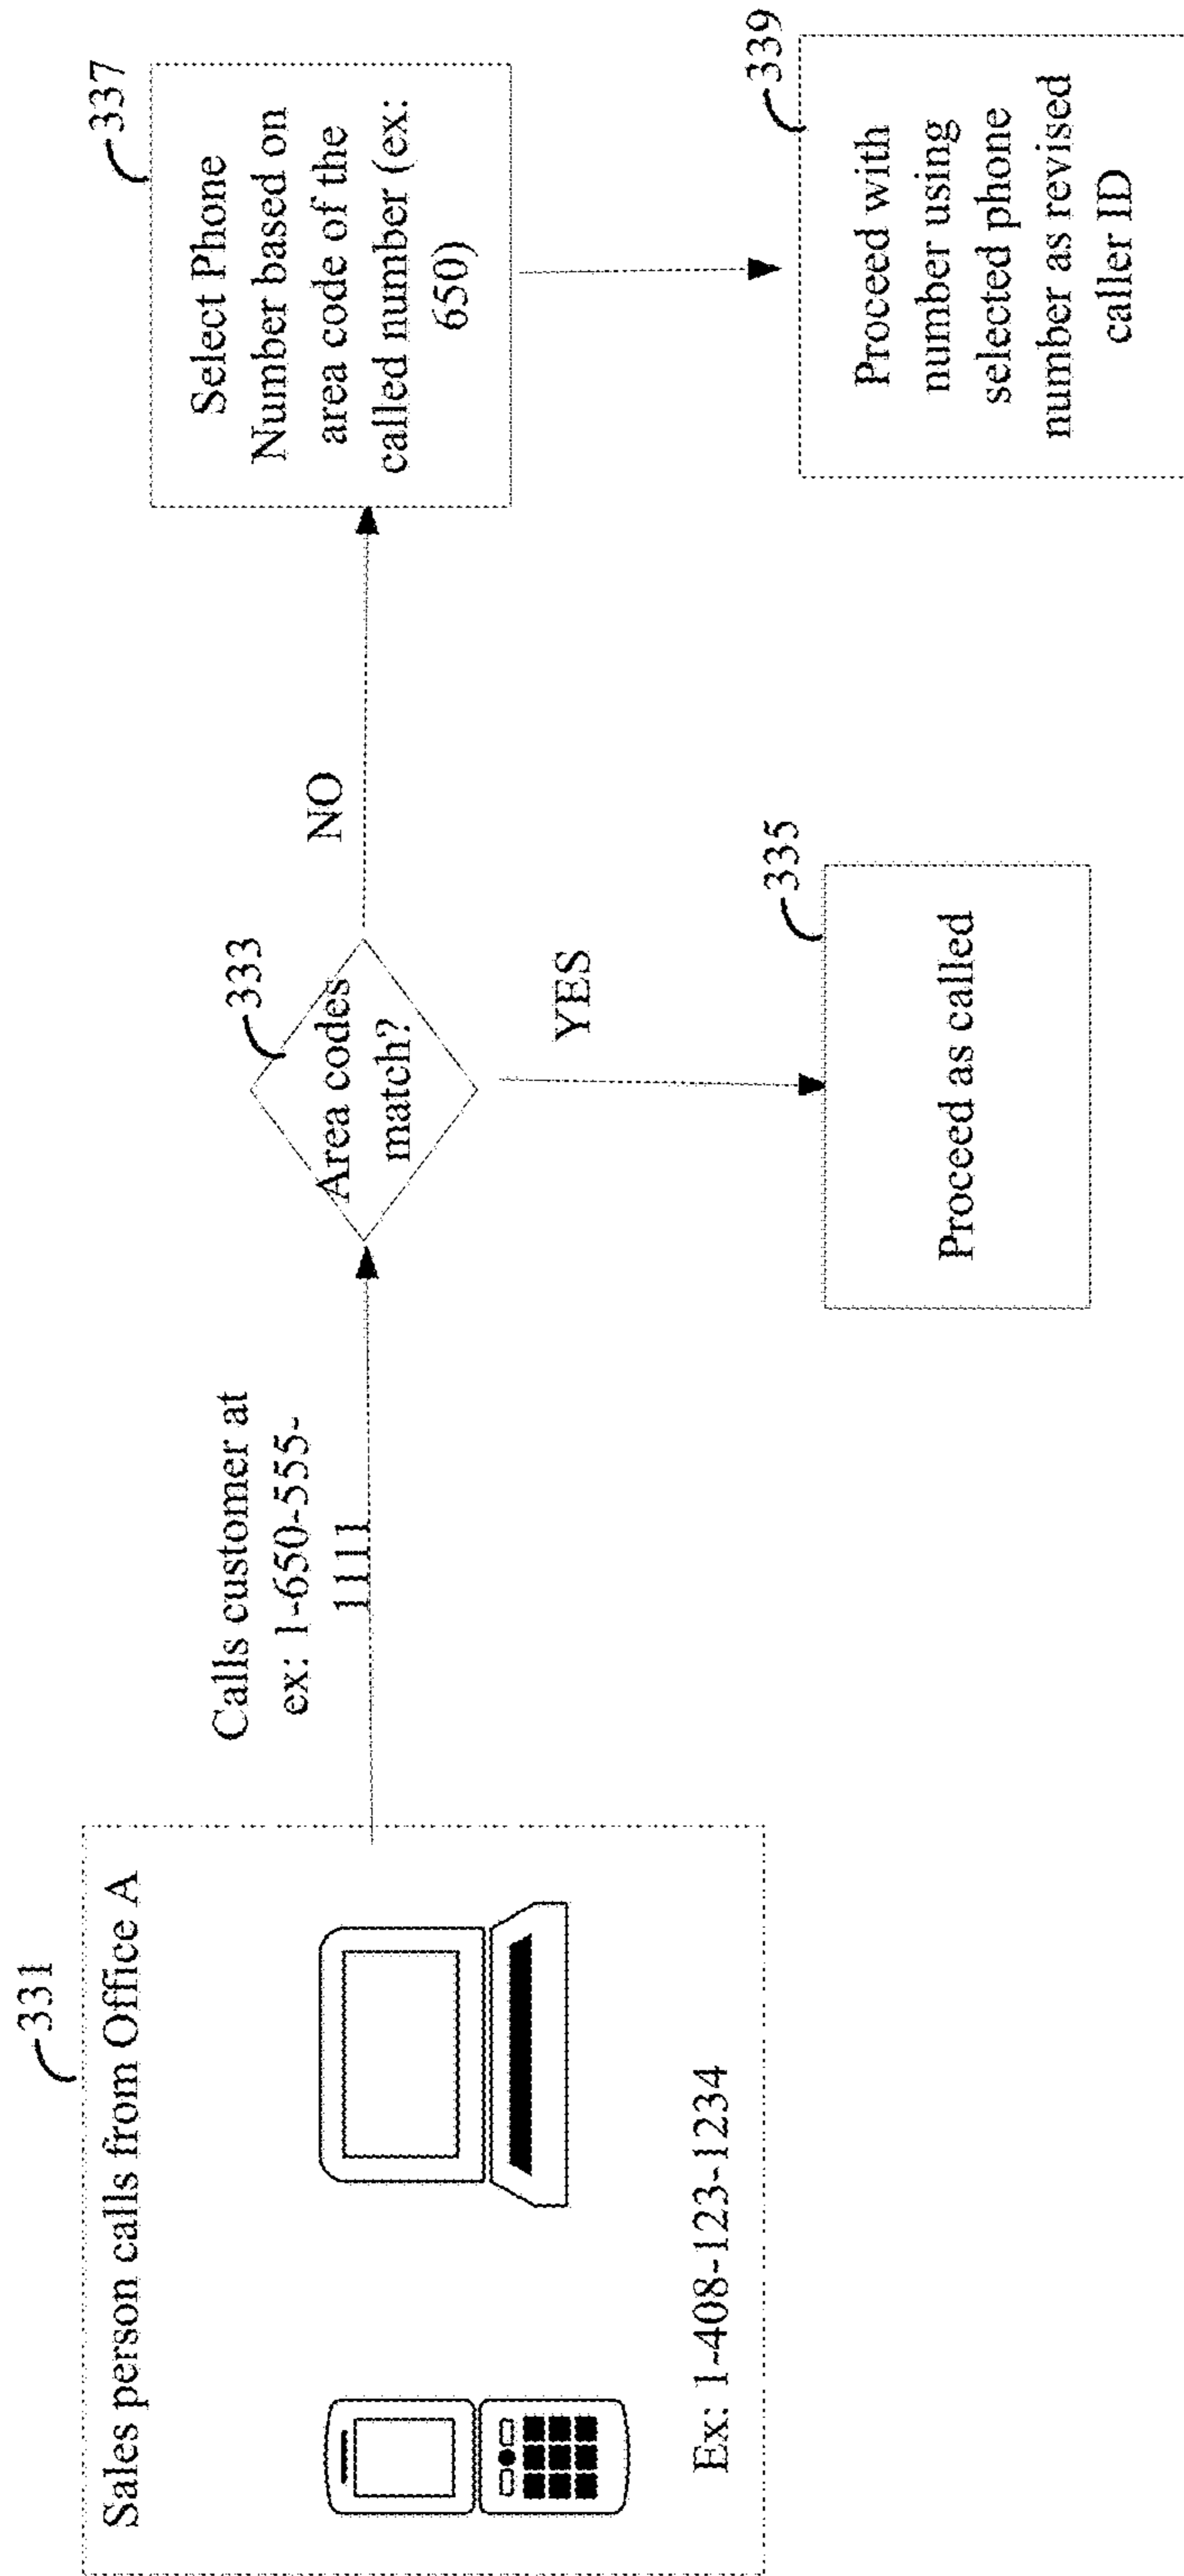 331
Sales person calls from Office A
Ex: 1-408-123-1234
Calls customer at
ex: 1-650-555-
1111
333
Area codes
match?
NO
YES
335
Proceed as called
337
Select Phone
Number based on
area code of the
called number (ex:
650)
339
Proceed with
number using
selected phone
number as revised
caller ID